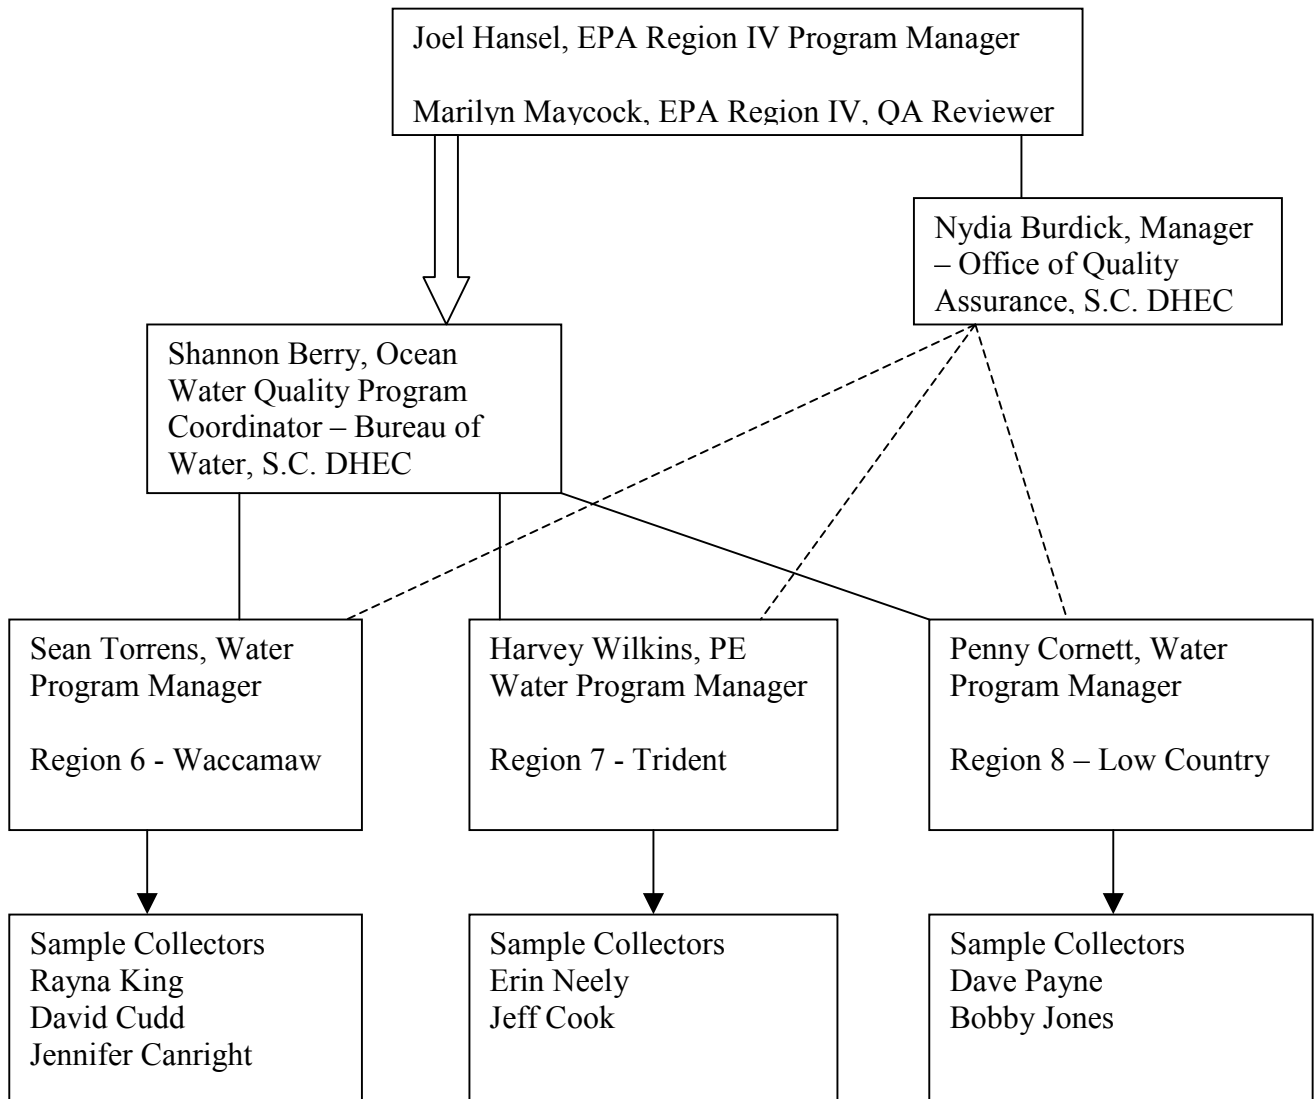 Joel Hansel, EPA Region IV Program Manager
Marilyn Maycock, EPA Region IV, QA Reviewer
Nydia Burdick, Manager
– Office of Quality
Assurance, S.C. DHEC
Shannon Berry, Ocean
Water Quality Program
Coordinator – Bureau of
Water, S.C. DHEC
Sean Torrens, Water
Program Manager
Region 6 - Waccamaw
Harvey Wilkins, PE
Water Program Manager
Region 7 - Trident
Penny Cornett, Water
Program Manager
Region 8 – Low Country
Sample Collectors
Rayna King
David Cudd
Jennifer Canright
Sample Collectors
Erin Neely
Jeff Cook
Sample Collectors
Dave Payne
Bobby Jones